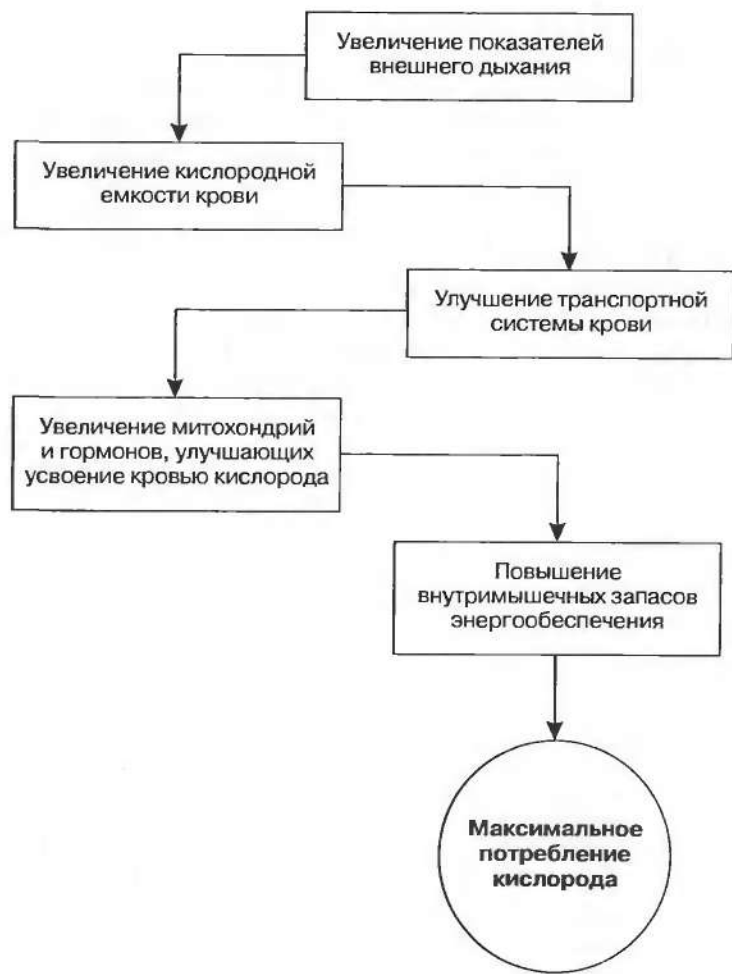 Увеличение показателей
внешнего дыхания
Увеличение кислородной
емкости крови
Улучшение транспортной
системы крови
Увеличение митохондрий
и гормонов, улучшающих
усвоение кровью кислорода
Повышение
внутримышечных запасов
энергообеспечения
Максимальное
потребление
кислорода